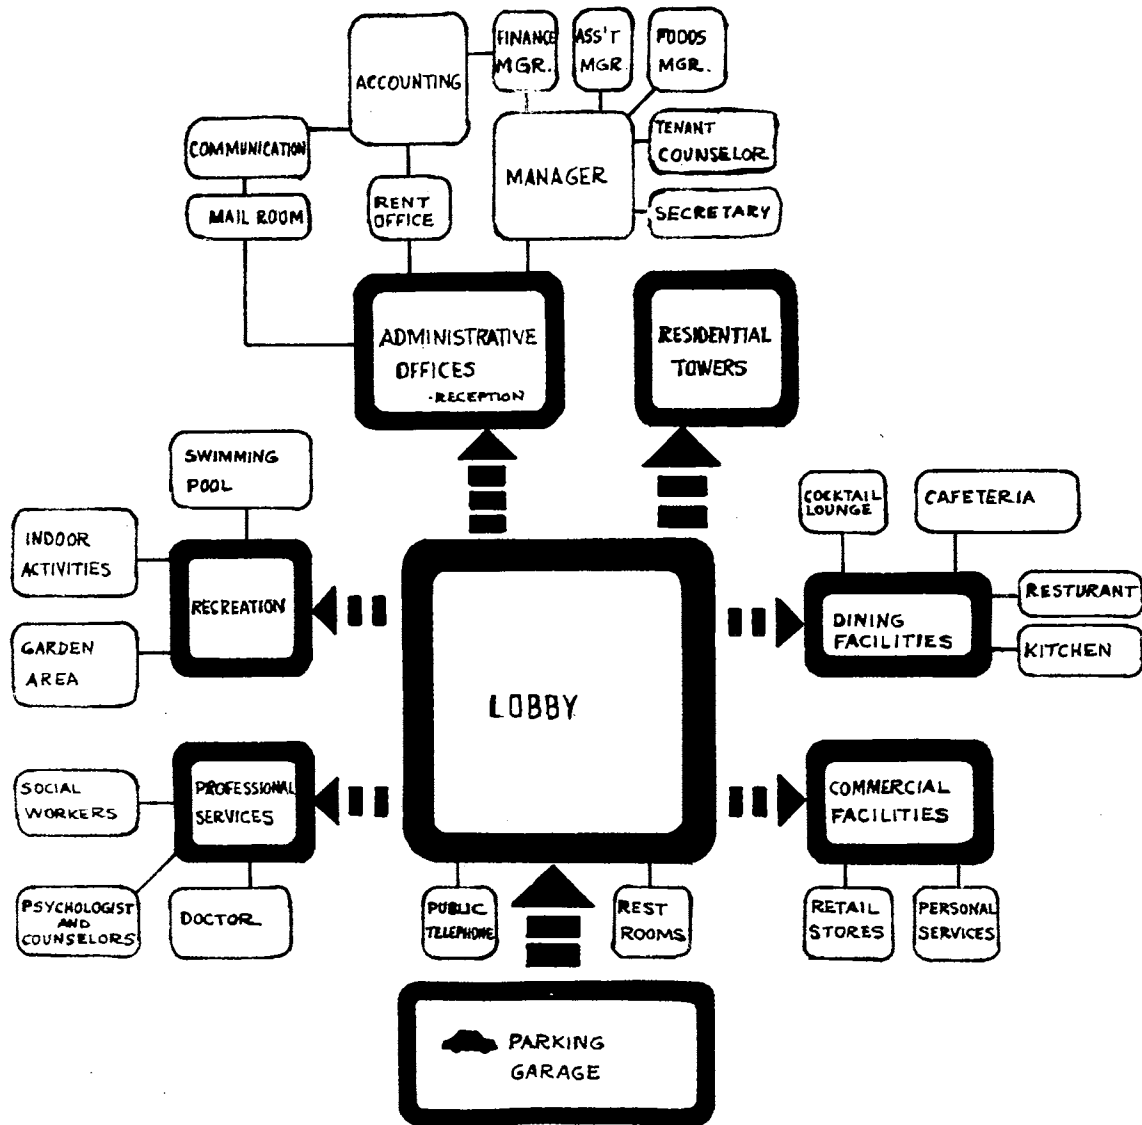 FINANCE
MGR.
ASS'T
MGR.
FOODS
MGR.
ACCOUNTING
COMMUNICATION
MAIL ROOM
RENT
OFFICE
MANAGER
TENANT
COUNSELOR
SECRETARY
ADMINISTRATIVE
OFFICES
-RECEPTION
RESIDENTIAL
TOWERS
SWIMMING
POOL
INDOOR
ACTIVITIES
RECREATION
GARDEN
AREA
COCKTAIL
LOUNGE
CAFETERIA
DINING
FACILITIES
RESTURANT
KITCHEN
LOBBY
SOCIAL
WORKERS
PROFESSIONAL
SERVICES
PSYCHOLOGIST
AND
COUNSELORS
DOCTOR
COMMERCIAL
FACILITIES
PUBLIC
TELEPHONE
REST
ROOMS
RETAIL
STORES
PERSONAL
SERVICES
PARKING
GARAGE